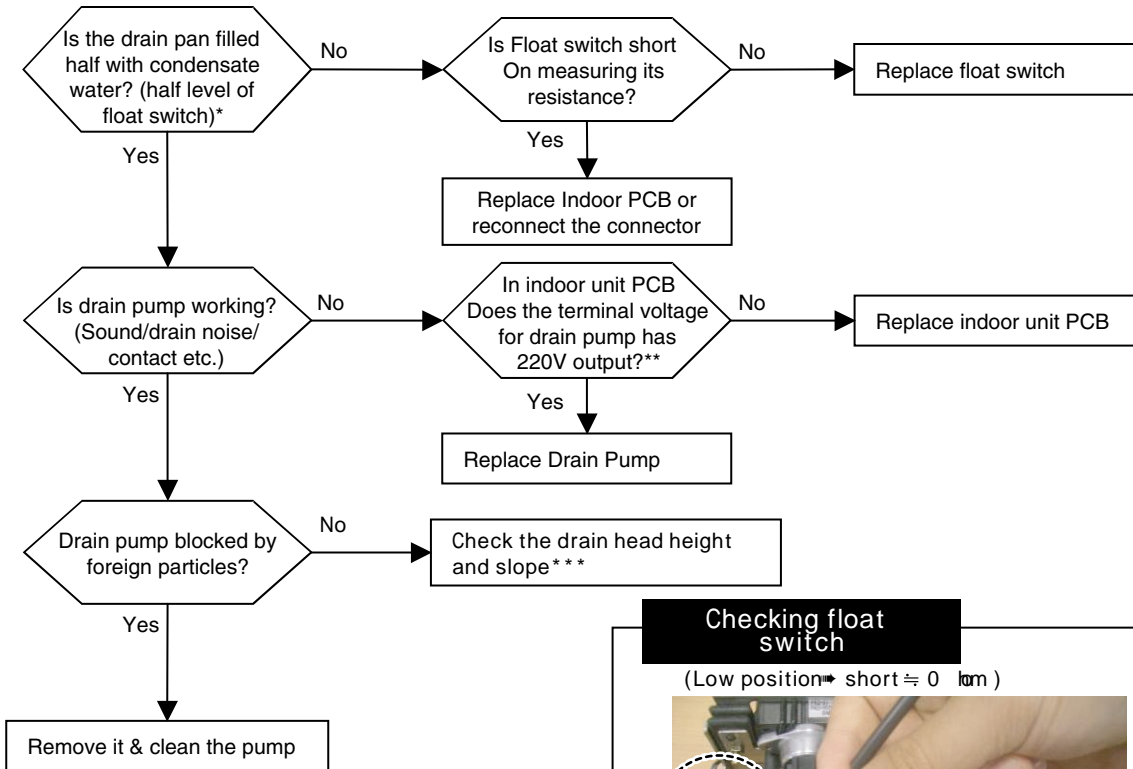 Is the drain pan filled
half with condensate
water? (half level of
float switch)*
No
Is Float switch short
On measuring its
resistance?
No
Replace float switch
Yes
Yes
Replace Indoor PCB or
reconnect the connector
Is drain pump working?
(Sound/drain noise/
contact etc.)
No
In indoor unit PCB
Does the terminal voltage
for drain pump has
220V output?**
No
Replace indoor unit PCB
Yes
Yes
Replace Drain Pump
Drain pump blocked by
foreign particles?
No
Check the drain head height
and slope***
Yes
Remove it & clean the pump
Checking float
switch
(Low position➠ short ≒ 0 )